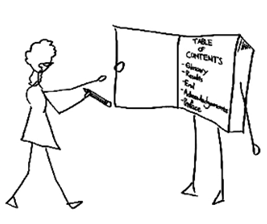 TABLE
OF
CONTENTS
- Glossary
- Results
- End
- Acknowledgements
- Preface